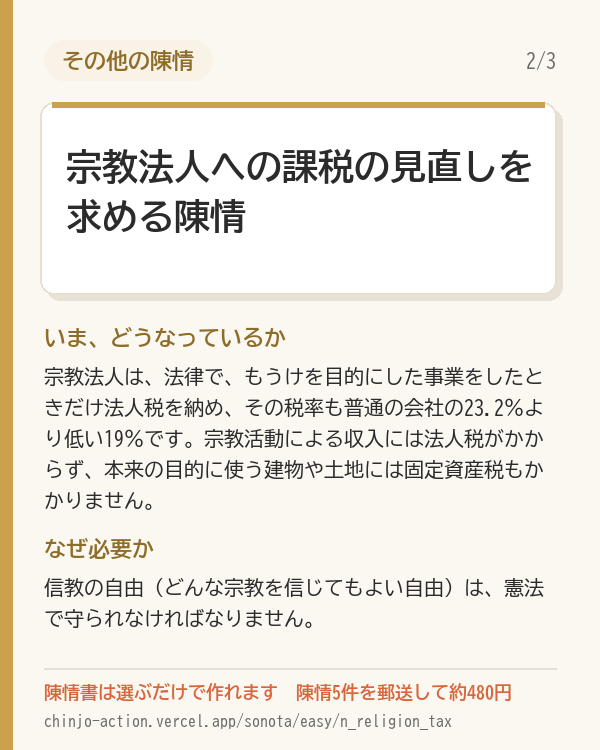 その他の陳情
2/3
宗教法人への課税の見直しを
求める陳情
いま、どうなっているか
宗教法人は、法律で、もうけを目的にした事業をしたと
きだけ法人税を納め、その税率も普通の会社の23.2%よ
り低い19%です。宗教活動による収入には法人税がかか
らず、本来の目的に使う建物や土地には固定資産税もか
かりません。
なぜ必要か
信教の自由（どんな宗教を信じてもよい自由）は、憲法
で守られなければなりません。
陳情書は選ぶだけで作れます　陳情5件を郵送して約480円
chinjo-action.vercel.app/sonota/easy/n_religion_tax